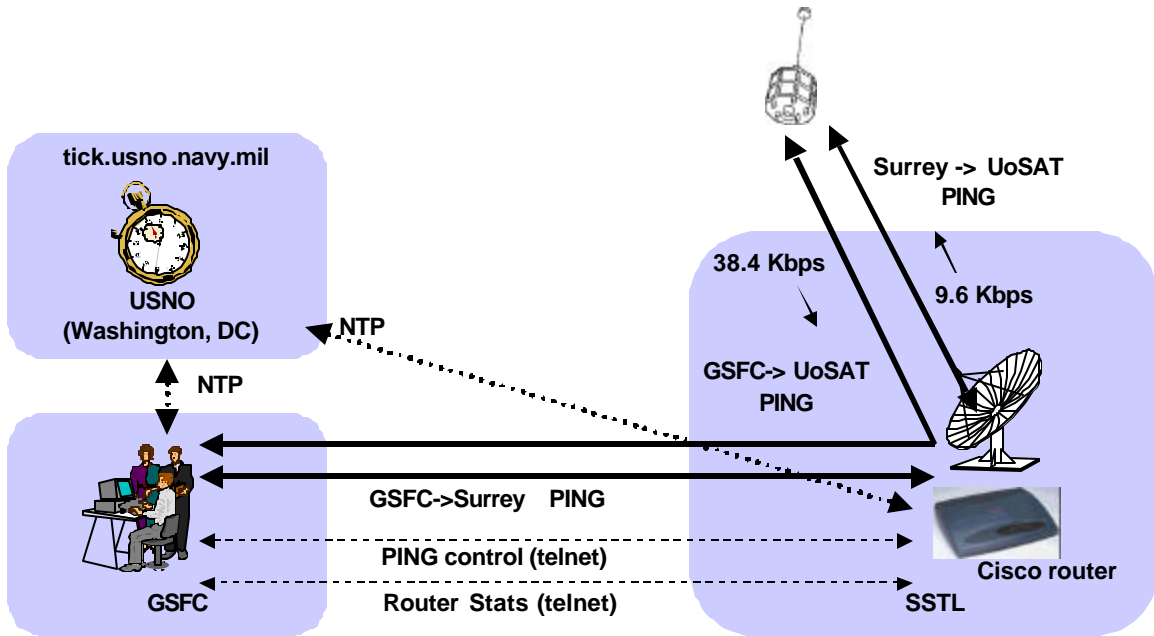 tick.usno .navy.mil
USNO
(Washington, DC)
NTP
NTP
GSFC
Surrey -> UoSAT
PING
38.4 Kbps
9.6 Kbps
GSFC-> UoSAT
PING
GSFC->Surrey PING
PING control (telnet)
Router Stats (telnet)
Cisco router
SSTL